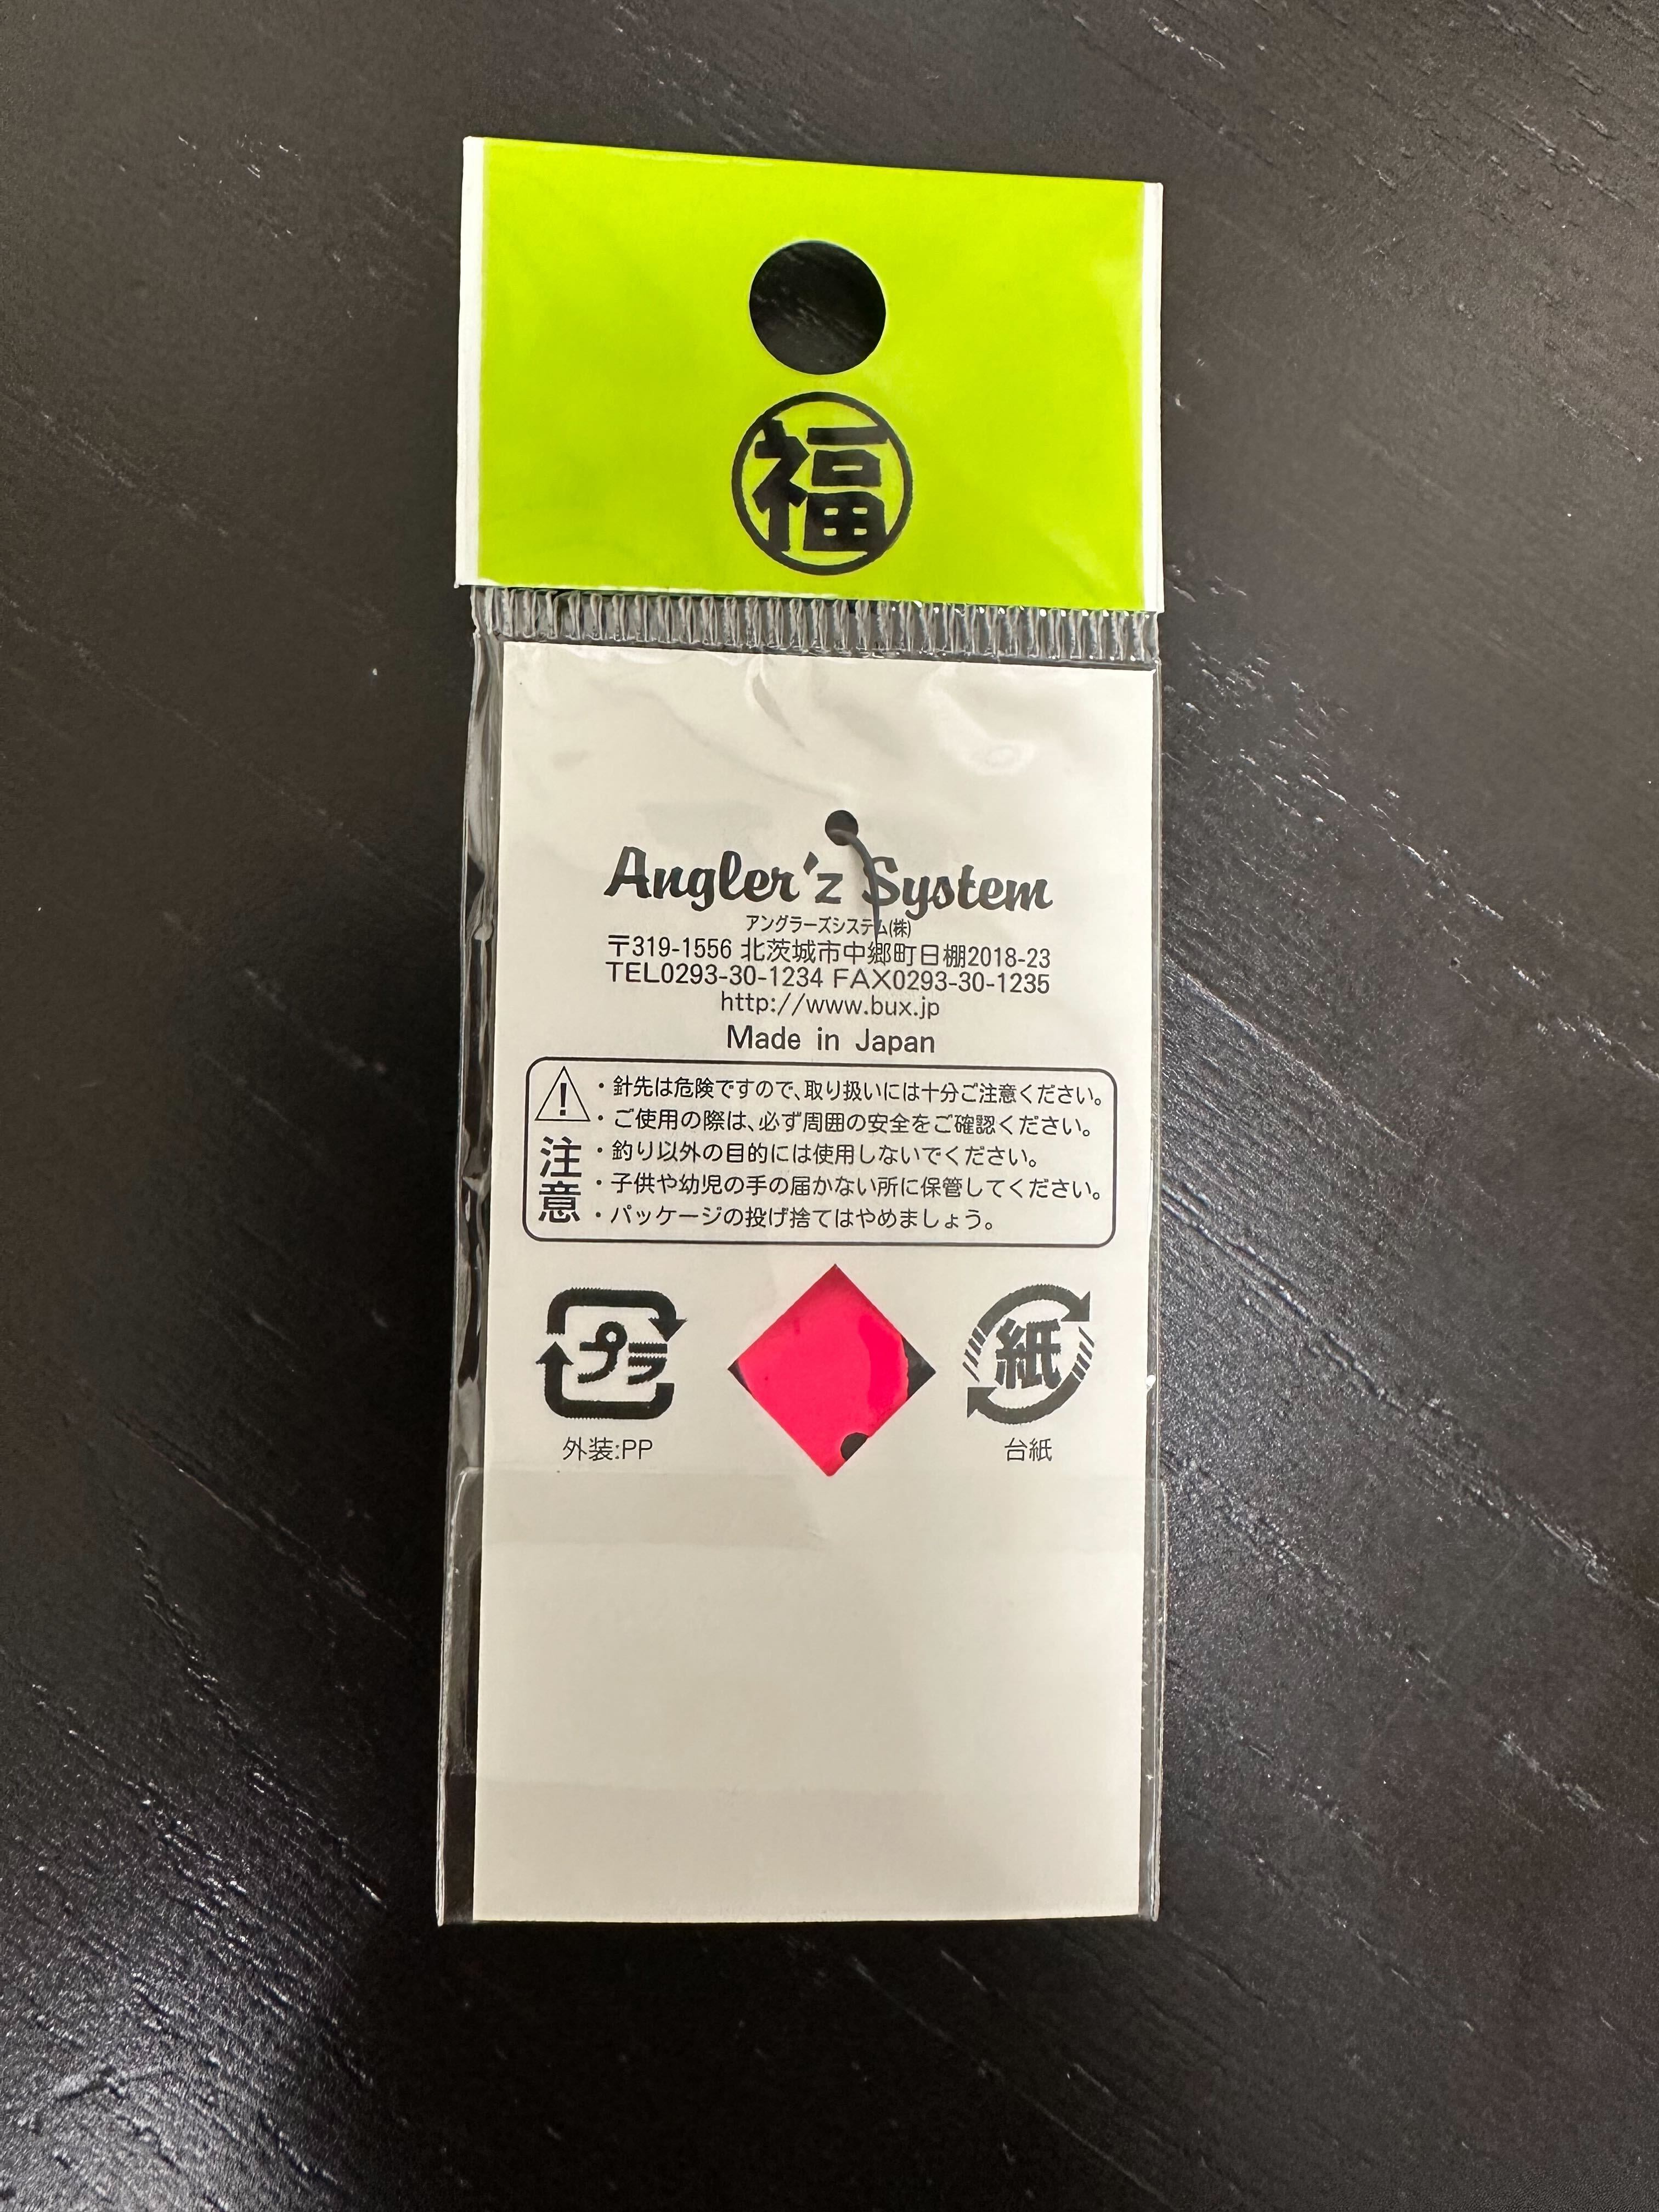 福
Angler'z System
アングラーズシステム(株)
〒319-1556 北茨城市中郷町日棚2018-23
TEL0293-30-1234 FAX0293-30-1235
http://www.bux.jp
Made in Japan
注意
・針先は危険ですので、取り扱いには十分ご注意ください。
・ご使用の際は、必ず周囲の安全をご確認ください。
・釣り以外の目的には使用しないでください。
・子供や幼児の手の届かない所に保管してください。
・パッケージの投げ捨てはやめましょう。
プラ
外装:PP
紙
台紙